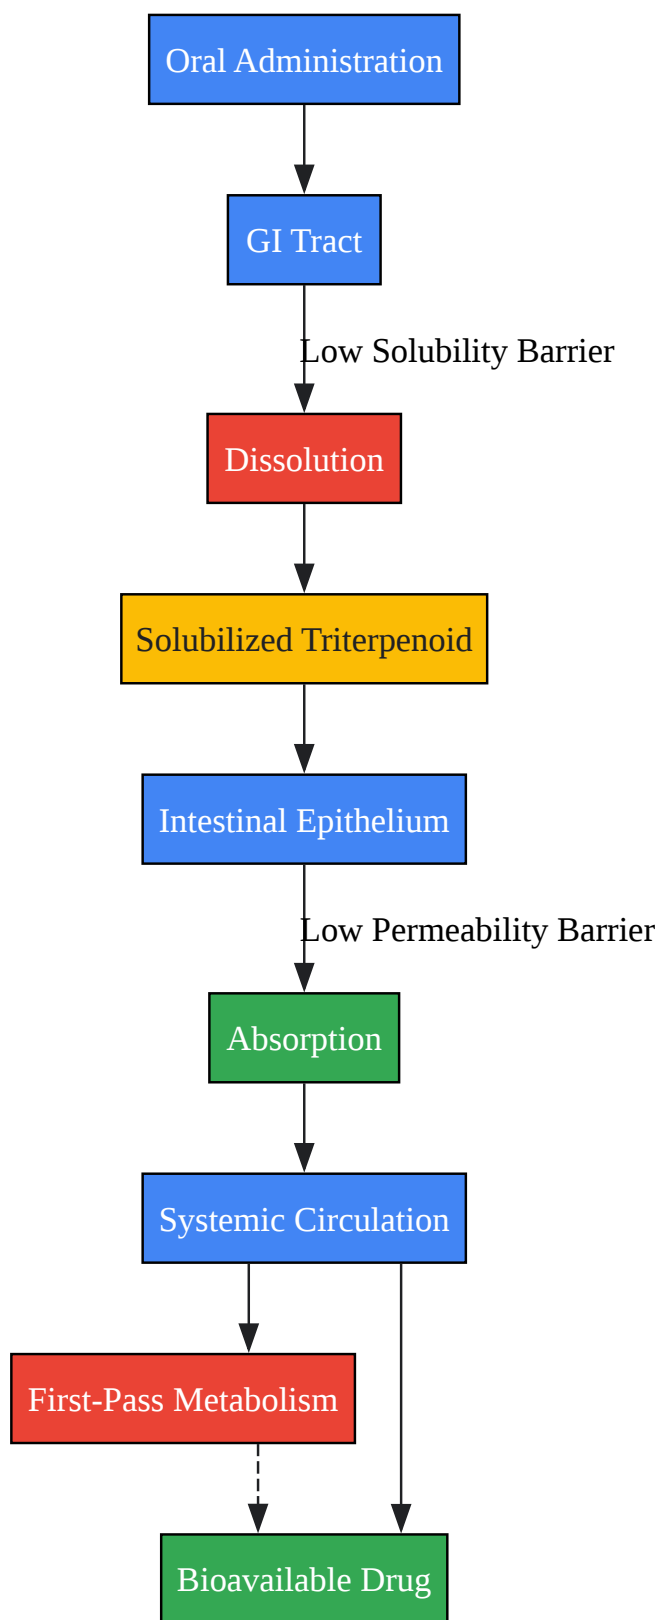 Oral Administration
GI Tract
Low Solubility Barrier
Dissolution
Solubilized Triterpenoid
Intestinal Epithelium
Low Permeability Barrier
Absorption
Systemic Circulation
First-Pass Metabolism
Bioavailable Drug